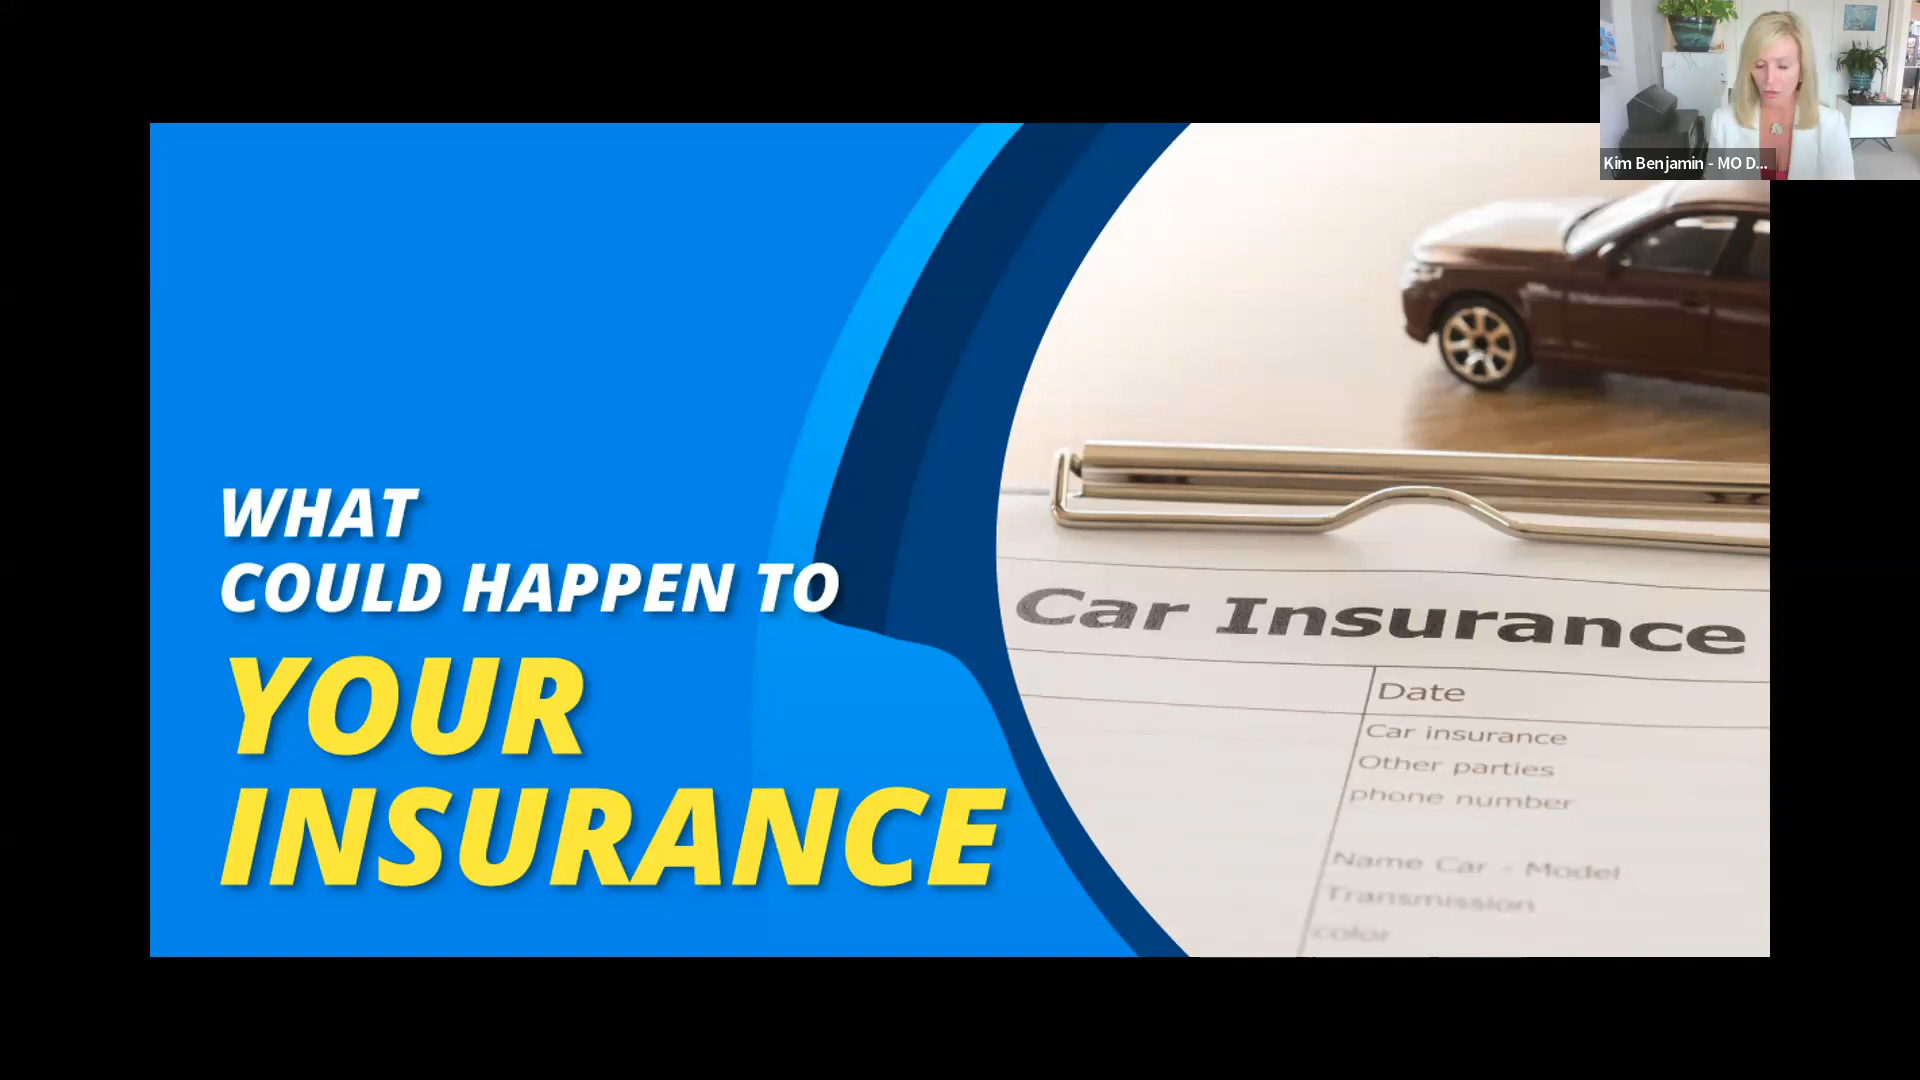 Kim Benjamin - MO D...
WHAT
COULD HAPPEN TO
YOUR
INSURANCE
Car Insurance
Date
Car insurance
Other parties
phone number
Name Car - Model
Transmission
color